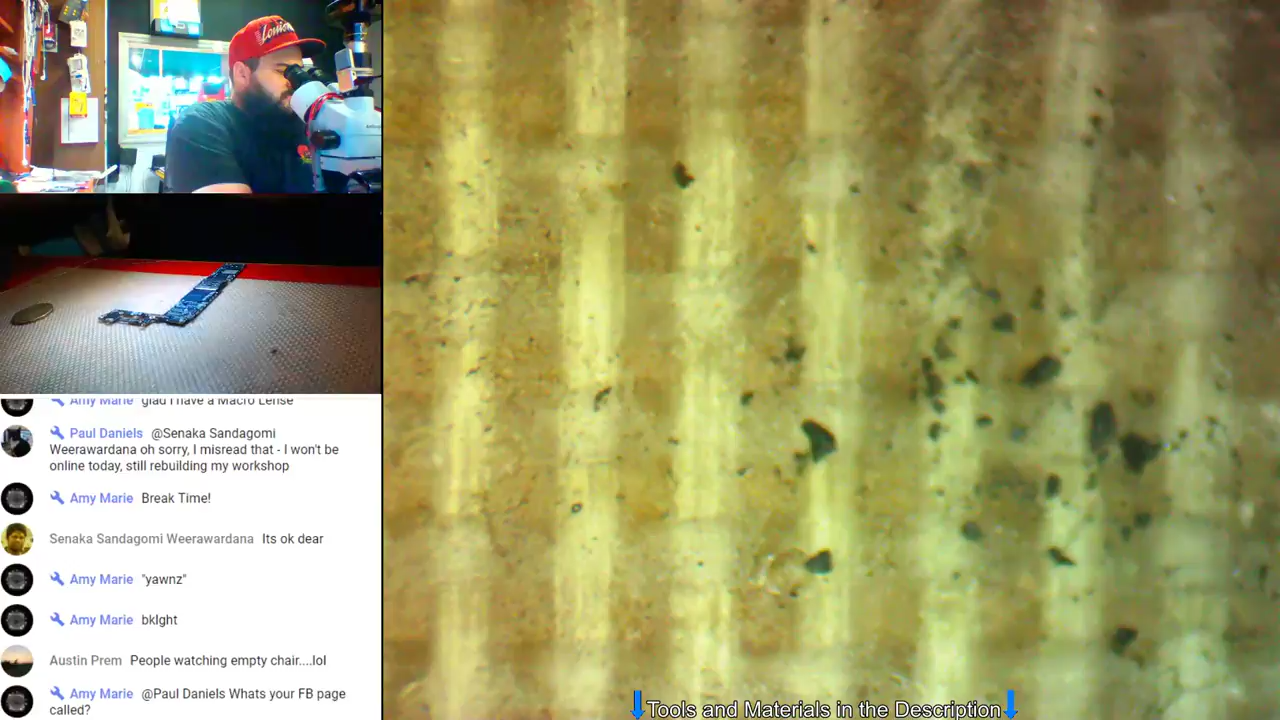 Amy Marie glad I have a Macro Lense
Paul Daniels @Senaka Sandagomi
Weerawardana oh sorry, I misread that - I won't be
online today, still rebuilding my workshop
Amy Marie Break Time!
Senaka Sandagomi Weerawardana Its ok dear
Amy Marie "yawnz"
Amy Marie bkIght
Austin Prem People watching empty chair....lol
Amy Marie @Paul Daniels Whats your FB page
called?
Tools and Materials in the Description